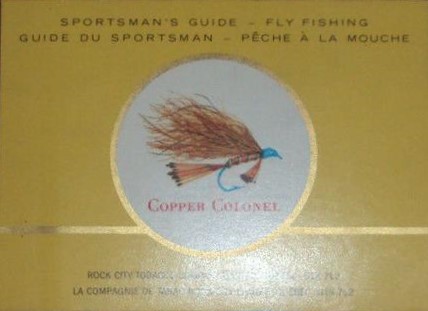 SPORTSMAN'S GUIDE – FLY FISHING
GUIDE DU SPORTSMAN – PÊCHE À LA MOUCHE
COPPER COLONEL
ROCK CITY TOBACCO
LA COMPAGNIE DE TABAC